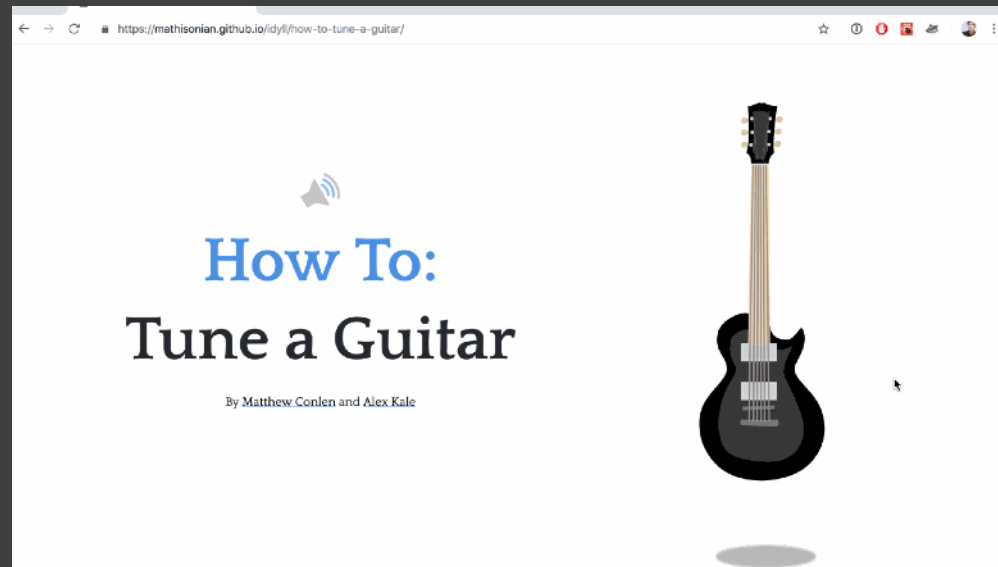 https://mathisonian.github.io/idyll/how-to-tune-a-guitar/
How To:
Tune a Guitar
By Matthew Conlen and Alex Kale